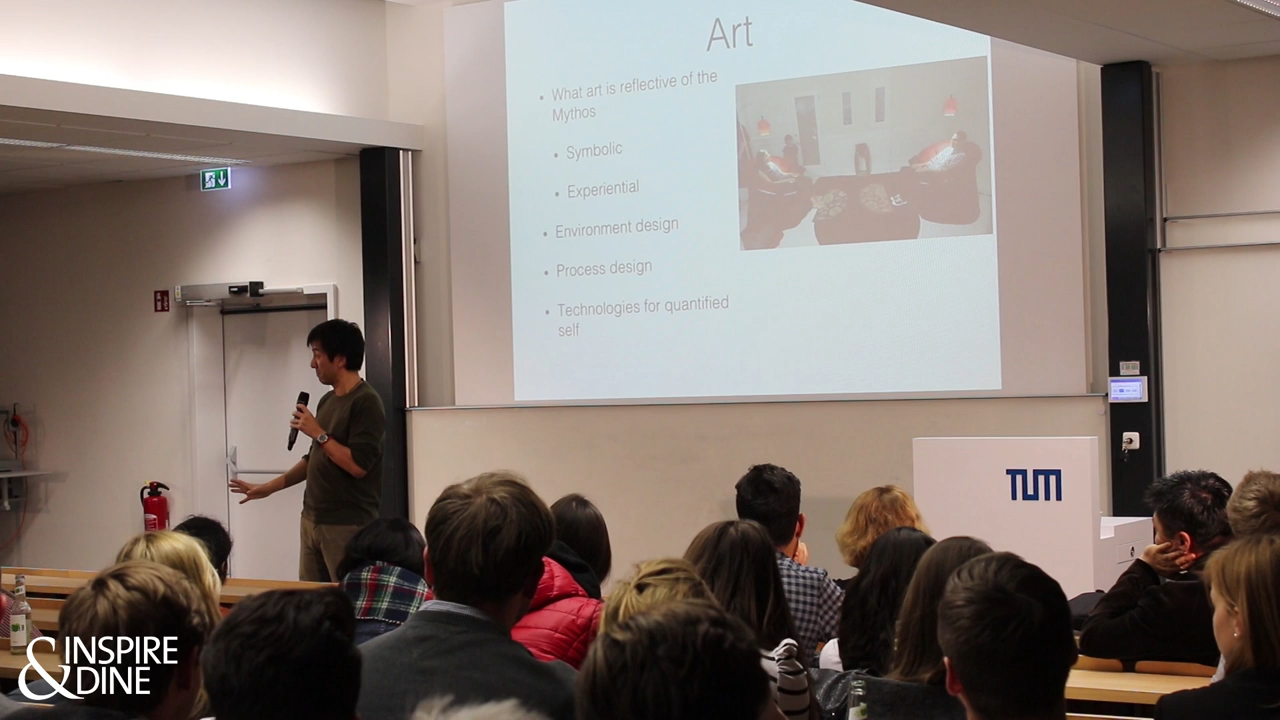 Art
• What art is reflective of the
Mythos
• Symbolic
• Experiential
• Environment design
• Process design
• Technologies for quantified
self
TUM
& INSPIRE
DINE